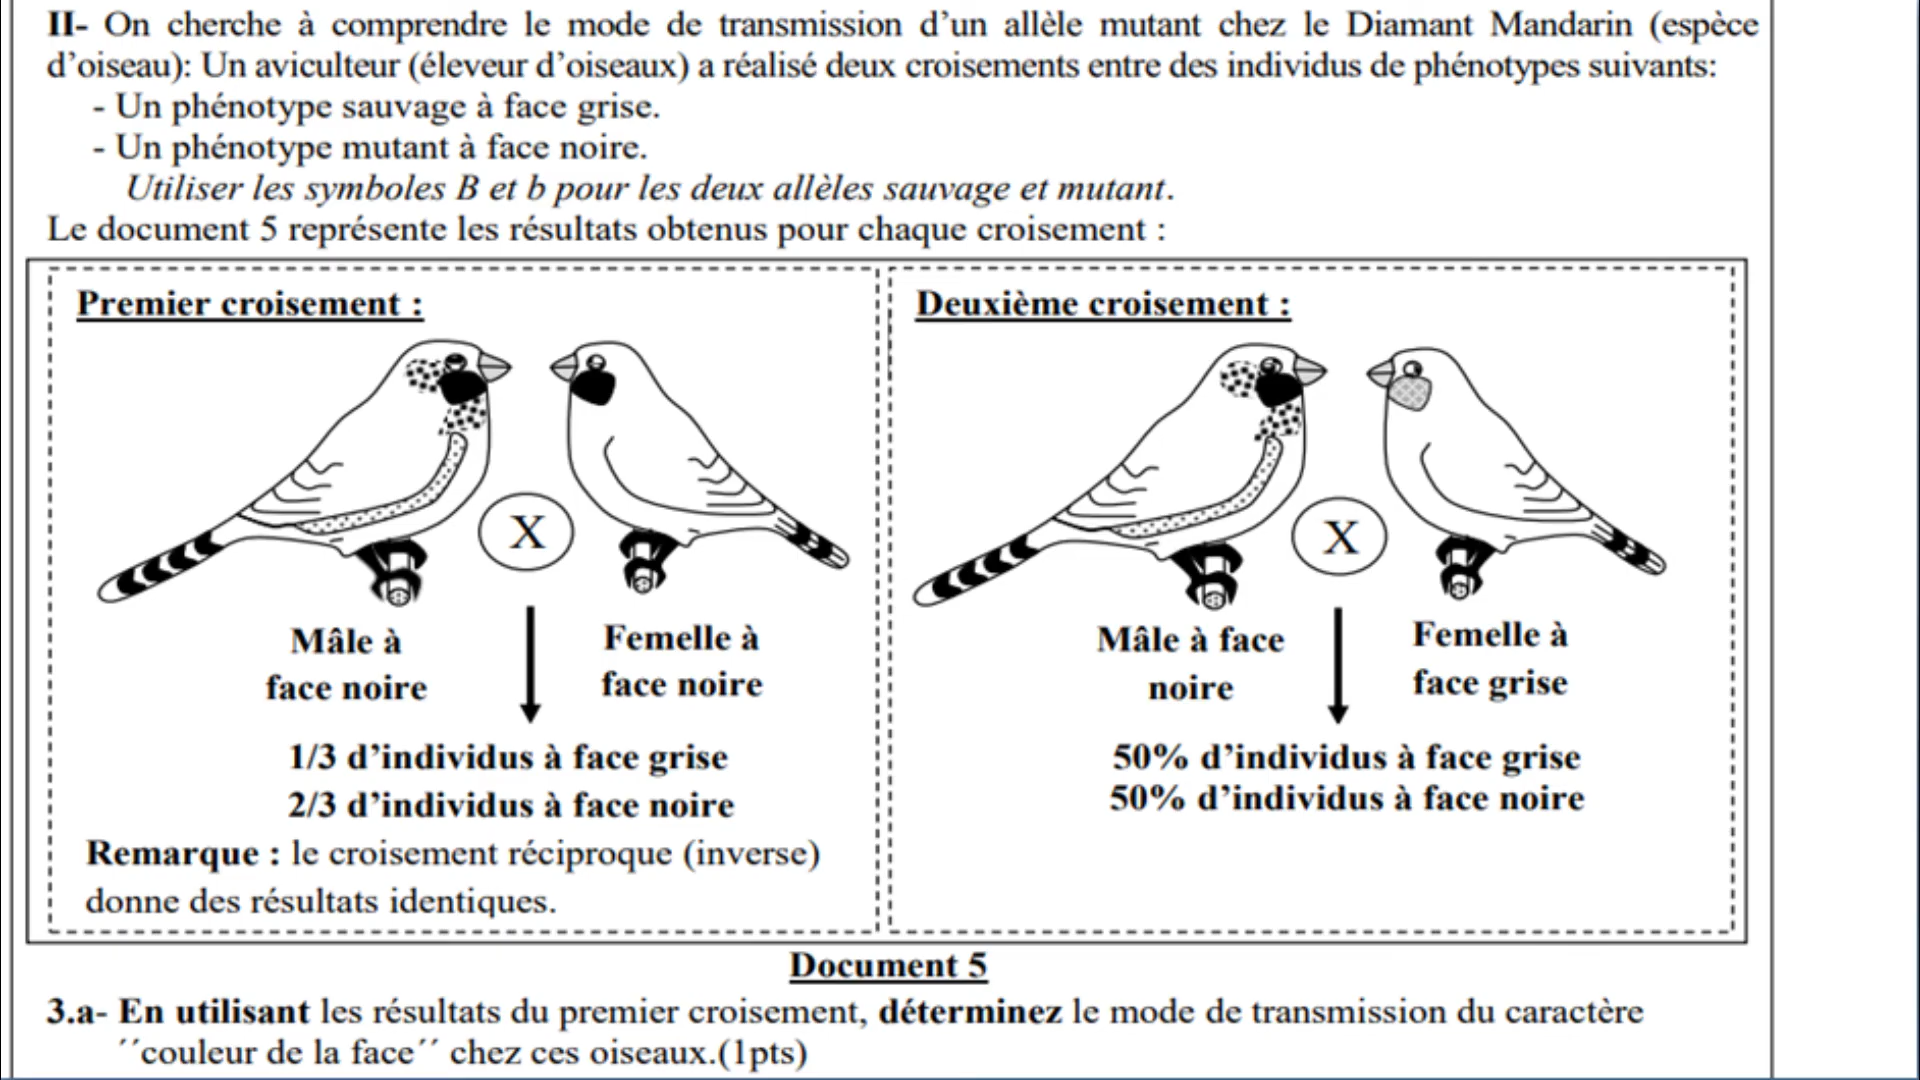 II- On cherche à comprendre le mode de transmission d’un allèle mutant chez le Diamant Mandarin (espèce
d’oiseau): Un aviculteur (éleveur d’oiseaux) a réalisé deux croisements entre des individus de phénotypes suivants:
- Un phénotype sauvage à face grise.
- Un phénotype mutant à face noire.
Utiliser les symboles B et b pour les deux allèles sauvage et mutant.
Le document 5 représente les résultats obtenus pour chaque croisement :
Premier croisement :
X
Mâle à
face noire
Femelle à
face noire
1/3 d’individus à face grise
2/3 d’individus à face noire
Remarque : le croisement réciproque (inverse)
donne des résultats identiques.
Deuxième croisement :
X
Mâle à face
noire
Femelle à
face grise
50% d’individus à face grise
50% d’individus à face noire
Document 5
3.a- En utilisant les résultats du premier croisement, déterminez le mode de transmission du caractère
´´couleur de la face´´ chez ces oiseaux.(1pts)